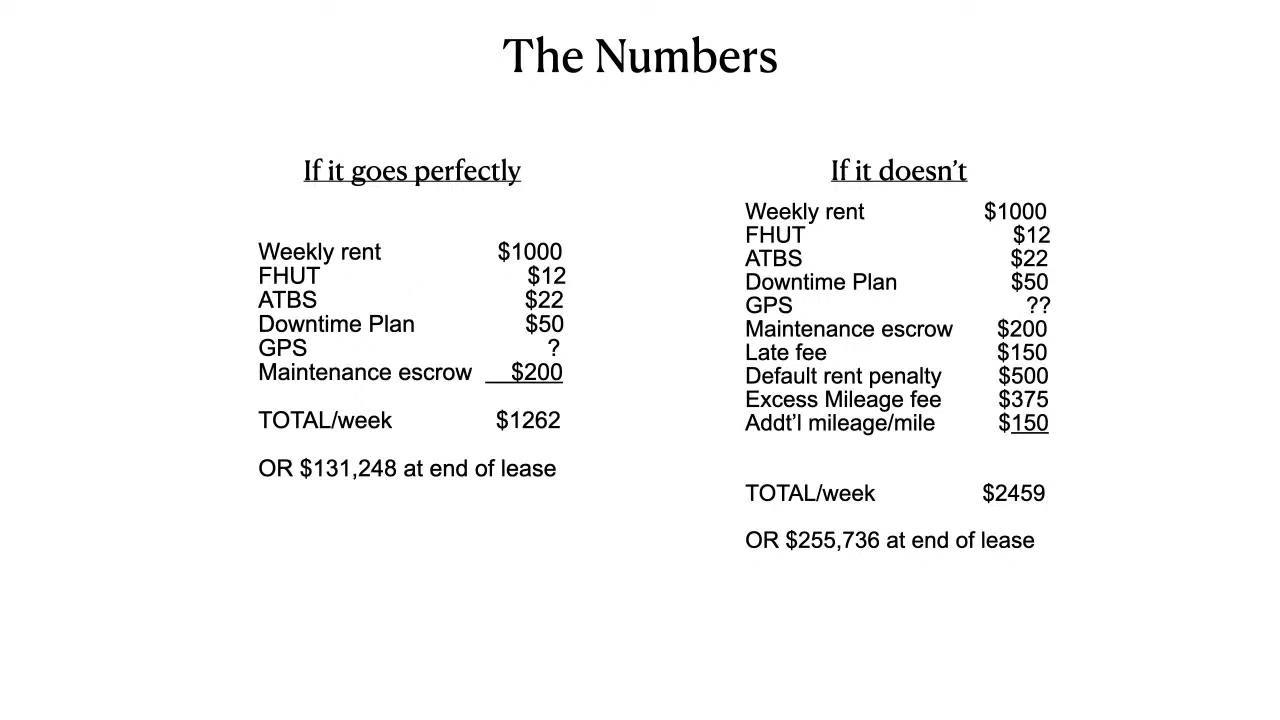 The Numbers
If it goes perfectly
Weekly rent $1000
FHUT $12
ATBS $22
Downtime Plan $50
GPS ?
Maintenance escrow $200
TOTAL/week $1262
OR $131,248 at end of lease
If it doesn’t
Weekly rent $1000
FHUT $12
ATBS $22
Downtime Plan $50
GPS ??
Maintenance escrow $200
Late fee $150
Default rent penalty $500
Excess Mileage fee $375
Addt’l mileage/mile $150
TOTAL/week $2459
OR $255,736 at end of lease